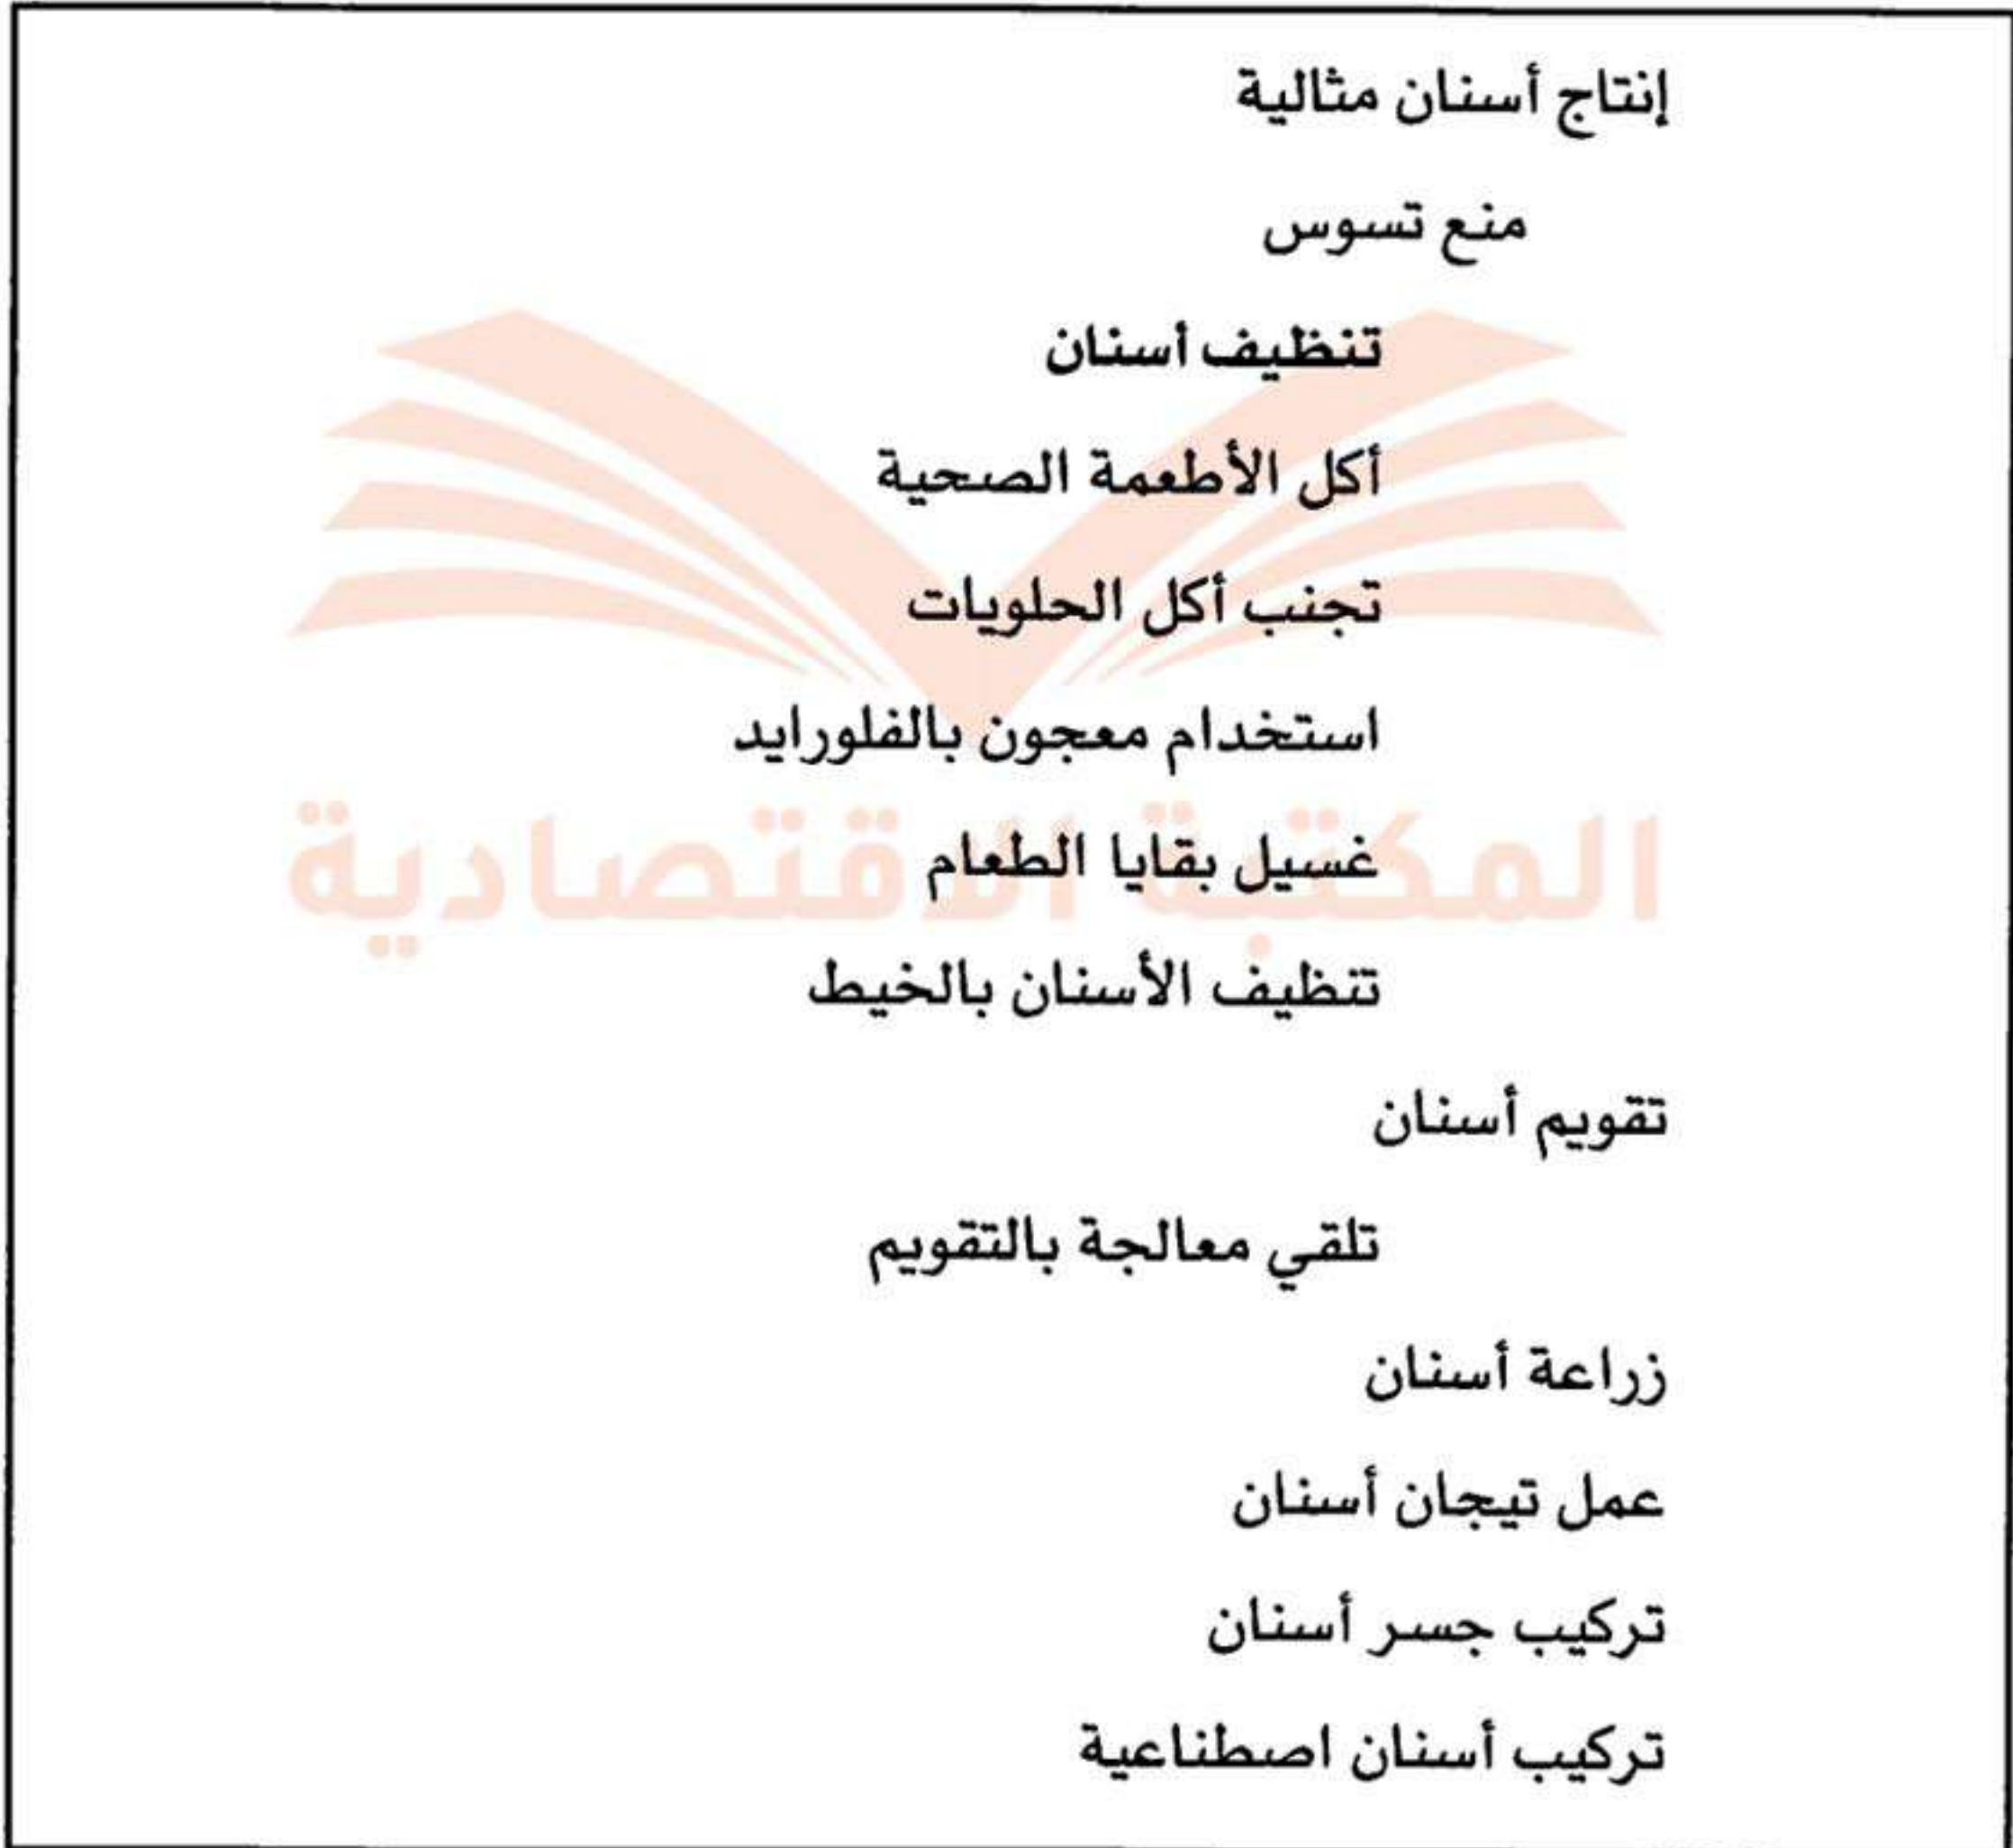 إنتاج أسنان مثالية
منع تسوس
تنظيف أسنان
أكل الأطعمة الصحية
تجنب أكل الحلويات
استخدام معجون بالفلورايد
غسيل بقايا الطعام
المكتبة الاقتصادية
تنظيف الأسنان بالخيط
تقويم أسنان
تلقي معالجة بالتقويم
زراعة أسنان
عمل تيجان أسنان
تركيب جسر أسنان
تركيب أسنان اصطناعية